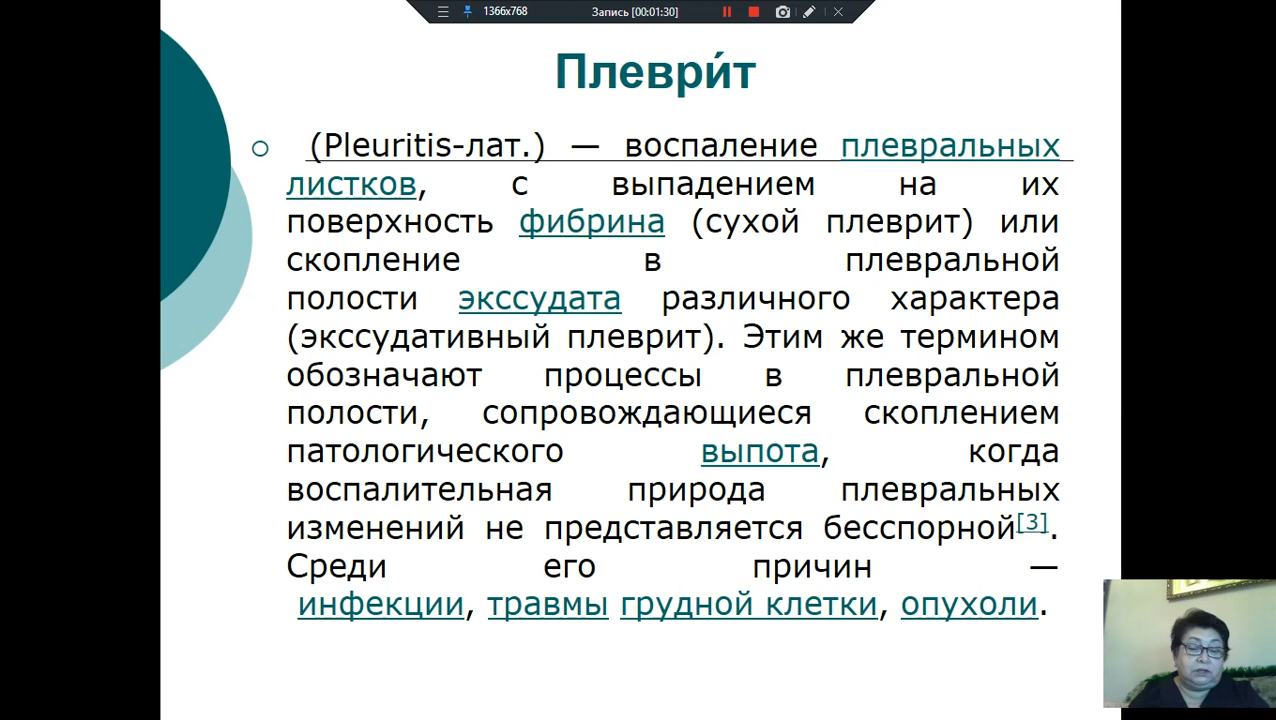 1366x768 Запись [00:01:30]
Плеври́т
(Pleuritis-лат.) — воспаление плевральных
листков, с выпадением на их
поверхность фибрина (сухой плеврит) или
скопление в плевральной
полости экссудата различного характера
(экссудативный плеврит). Этим же термином
обозначают процессы в плевральной
полости, сопровождающиеся скоплением
патологического выпота, когда
воспалительная природа плевральных
изменений не представляется бесспорной[3].
Среди его причин —
инфекции, травмы грудной клетки, опухоли.